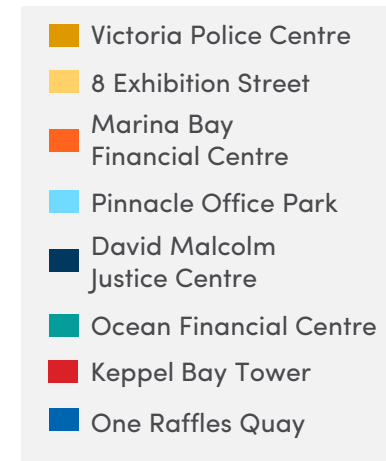 Victoria Police Centre
8 Exhibition Street
Marina Bay
Financial Centre
Pinnacle Office Park
David Malcolm
Justice Centre
Ocean Financial Centre
Keppel Bay Tower
One Raffles Quay